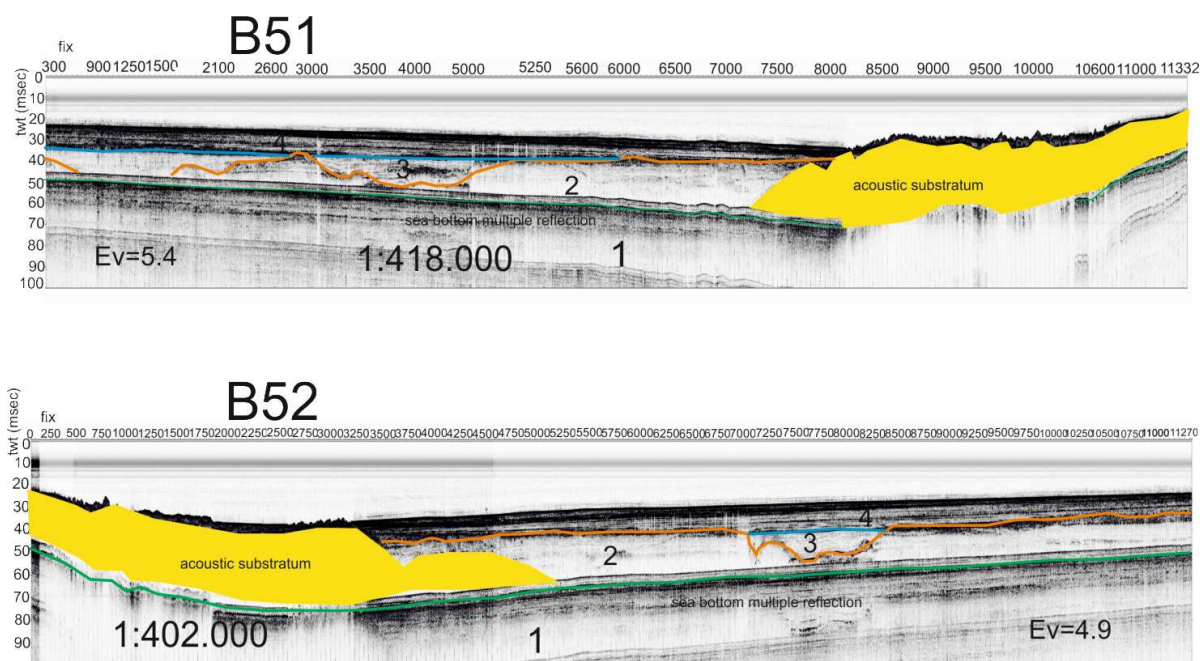 B51
fix
300 900 1250 1500 2100 2600 3000 3500 4000 5000 5250 5600 6000 6500 7000 7500 8000 8500 9000 9500 10000 10600 11000 11332
twt (msec)
0
10
20
30
40
50
60
70
80
90
100
4
3
2
acoustic substratum
sea bottom multiple reflection
Ev=5.4
1:418.000
1
B52
fix
0 250 500 750 1000 1250 1500 1750 2000 2250 2500 2750 3000 3250 3500 3750 4000 4250 4500 4750 5000 5250 5500 5750 6000 6250 6500 6750 7000 7250 7500 7750 8000 8250 8500 8750 9000 9250 9500 9750 10000 10250 10500 10750 11000 11270
twt (msec)
0
10
20
30
40
50
60
70
80
90
4
3
2
acoustic substratum
sea bottom multiple reflection
1:402.000
1
Ev=4.9